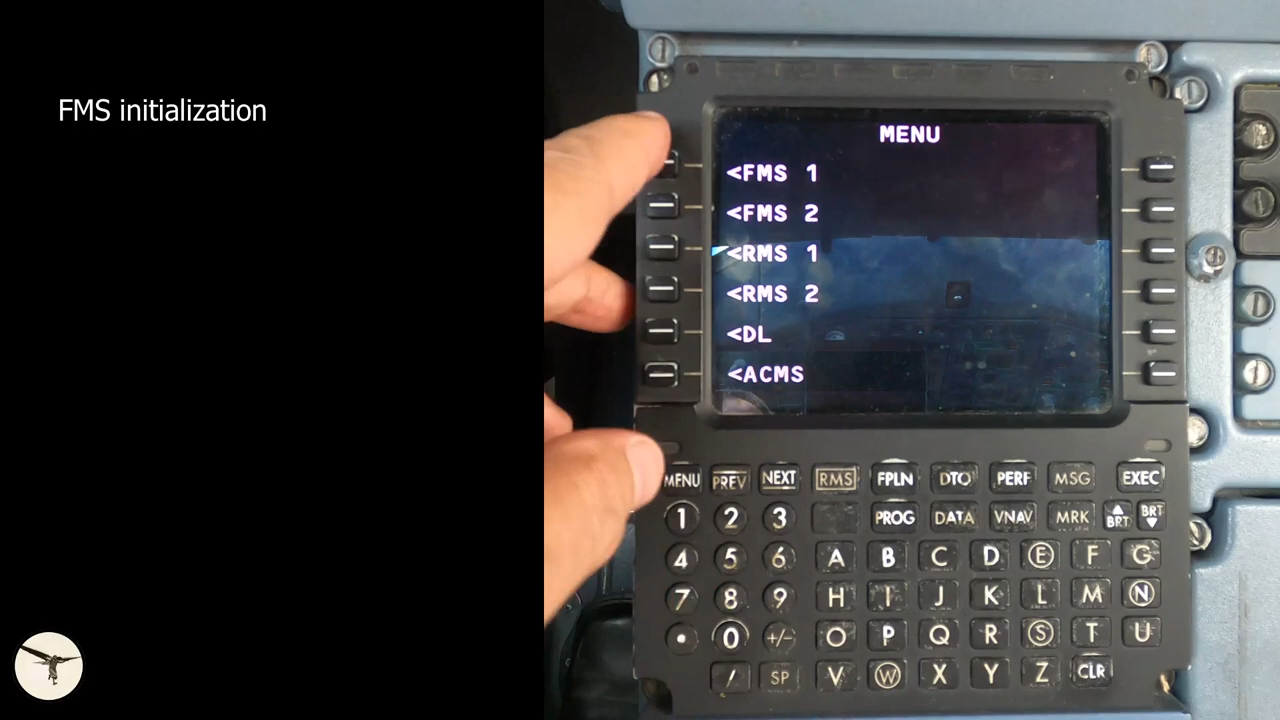 FMS initialization
MENU
<FMS 1
<FMS 2
<RMS 1
<RMS 2
<DL
<ACMS
MENU PREV NEXT RMS FPLN DTO PERF MSG EXEC
1 2 3 PROG DATA VNAV MRK BRT BRT
4 5 6 A B C D E F G
7 8 9 H I J K L M N
• 0 +/- O P Q R S T U
/ SP V W X Y Z CLR